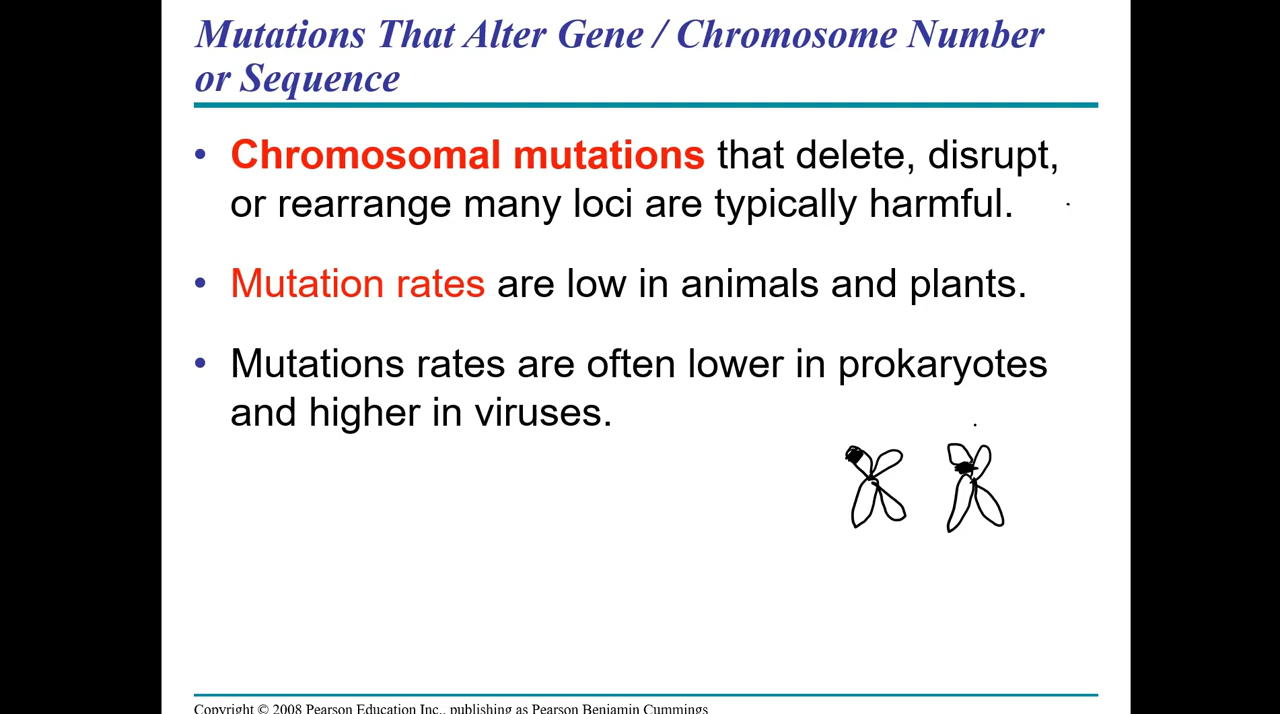 Mutations That Alter Gene / Chromosome Number
or Sequence
• Chromosomal mutations that delete, disrupt,
or rearrange many loci are typically harmful.
• Mutation rates are low in animals and plants.
• Mutations rates are often lower in prokaryotes
and higher in viruses.
Copyright © 2008 Pearson Education Inc., publishing as Pearson Benjamin Cummings